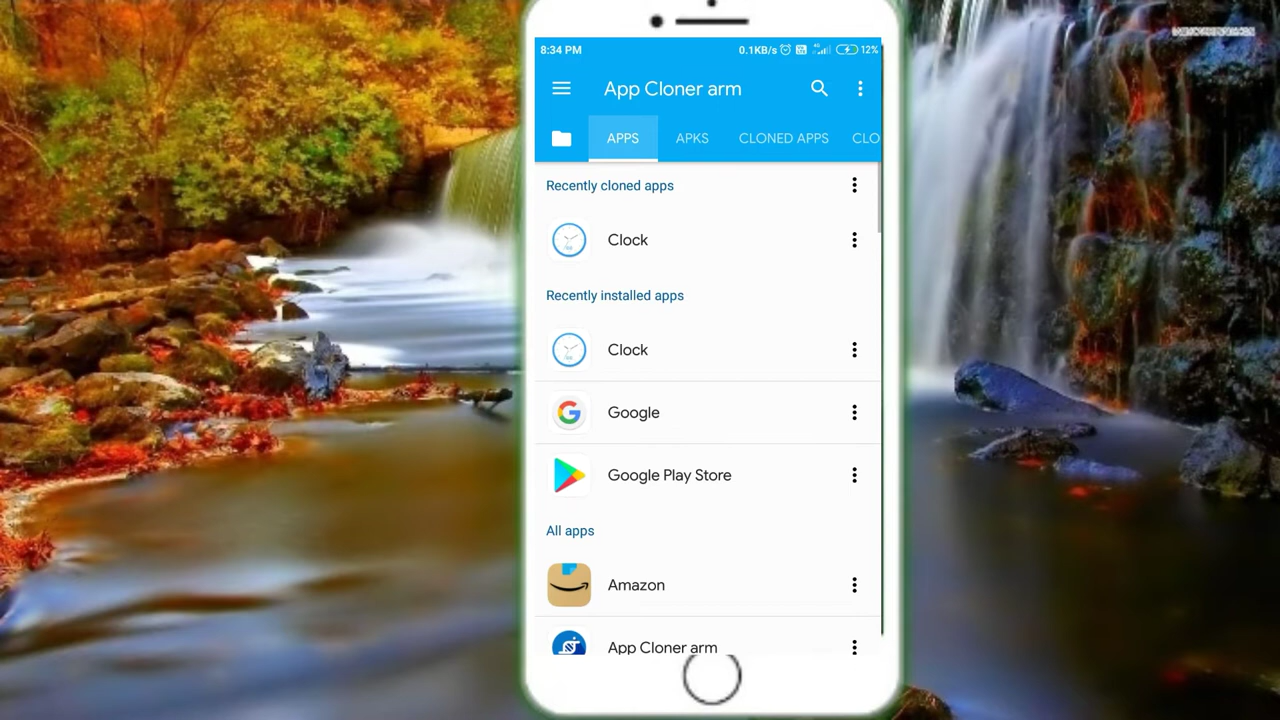 8:34 PM 0.1KB/s 4G 12%
App Cloner arm
APPS APKS CLONED APPS CLO
Recently cloned apps
Clock
Recently installed apps
Clock
Google
Google Play Store
All apps
Amazon
App Cloner arm